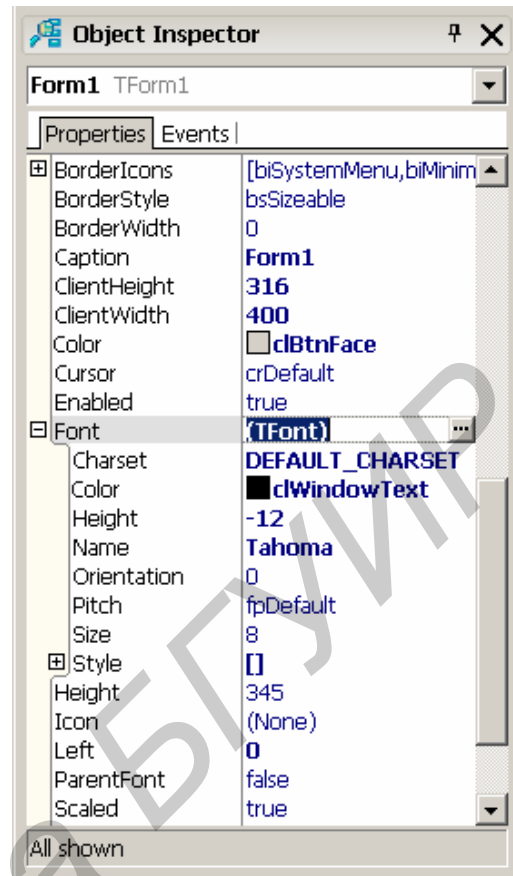 Object Inspector
Form1 TForm1
Properties Events
BorderIcons [biSystemMenu,biMinim
BorderStyle bsSizeable
BorderWidth 0
Caption Form1
ClientHeight 316
ClientWidth 400
Color clBtnFace
Cursor crDefault
Enabled true
Font (TFont) ...
Charset DEFAULT_CHARSET
Color clWindowText
Height -12
Name Tahoma
Orientation 0
Pitch fpDefault
Size 8
Style []
Height 345
Icon (None)
Left 0
ParentFont false
Scaled true
All shown
а БГУИР